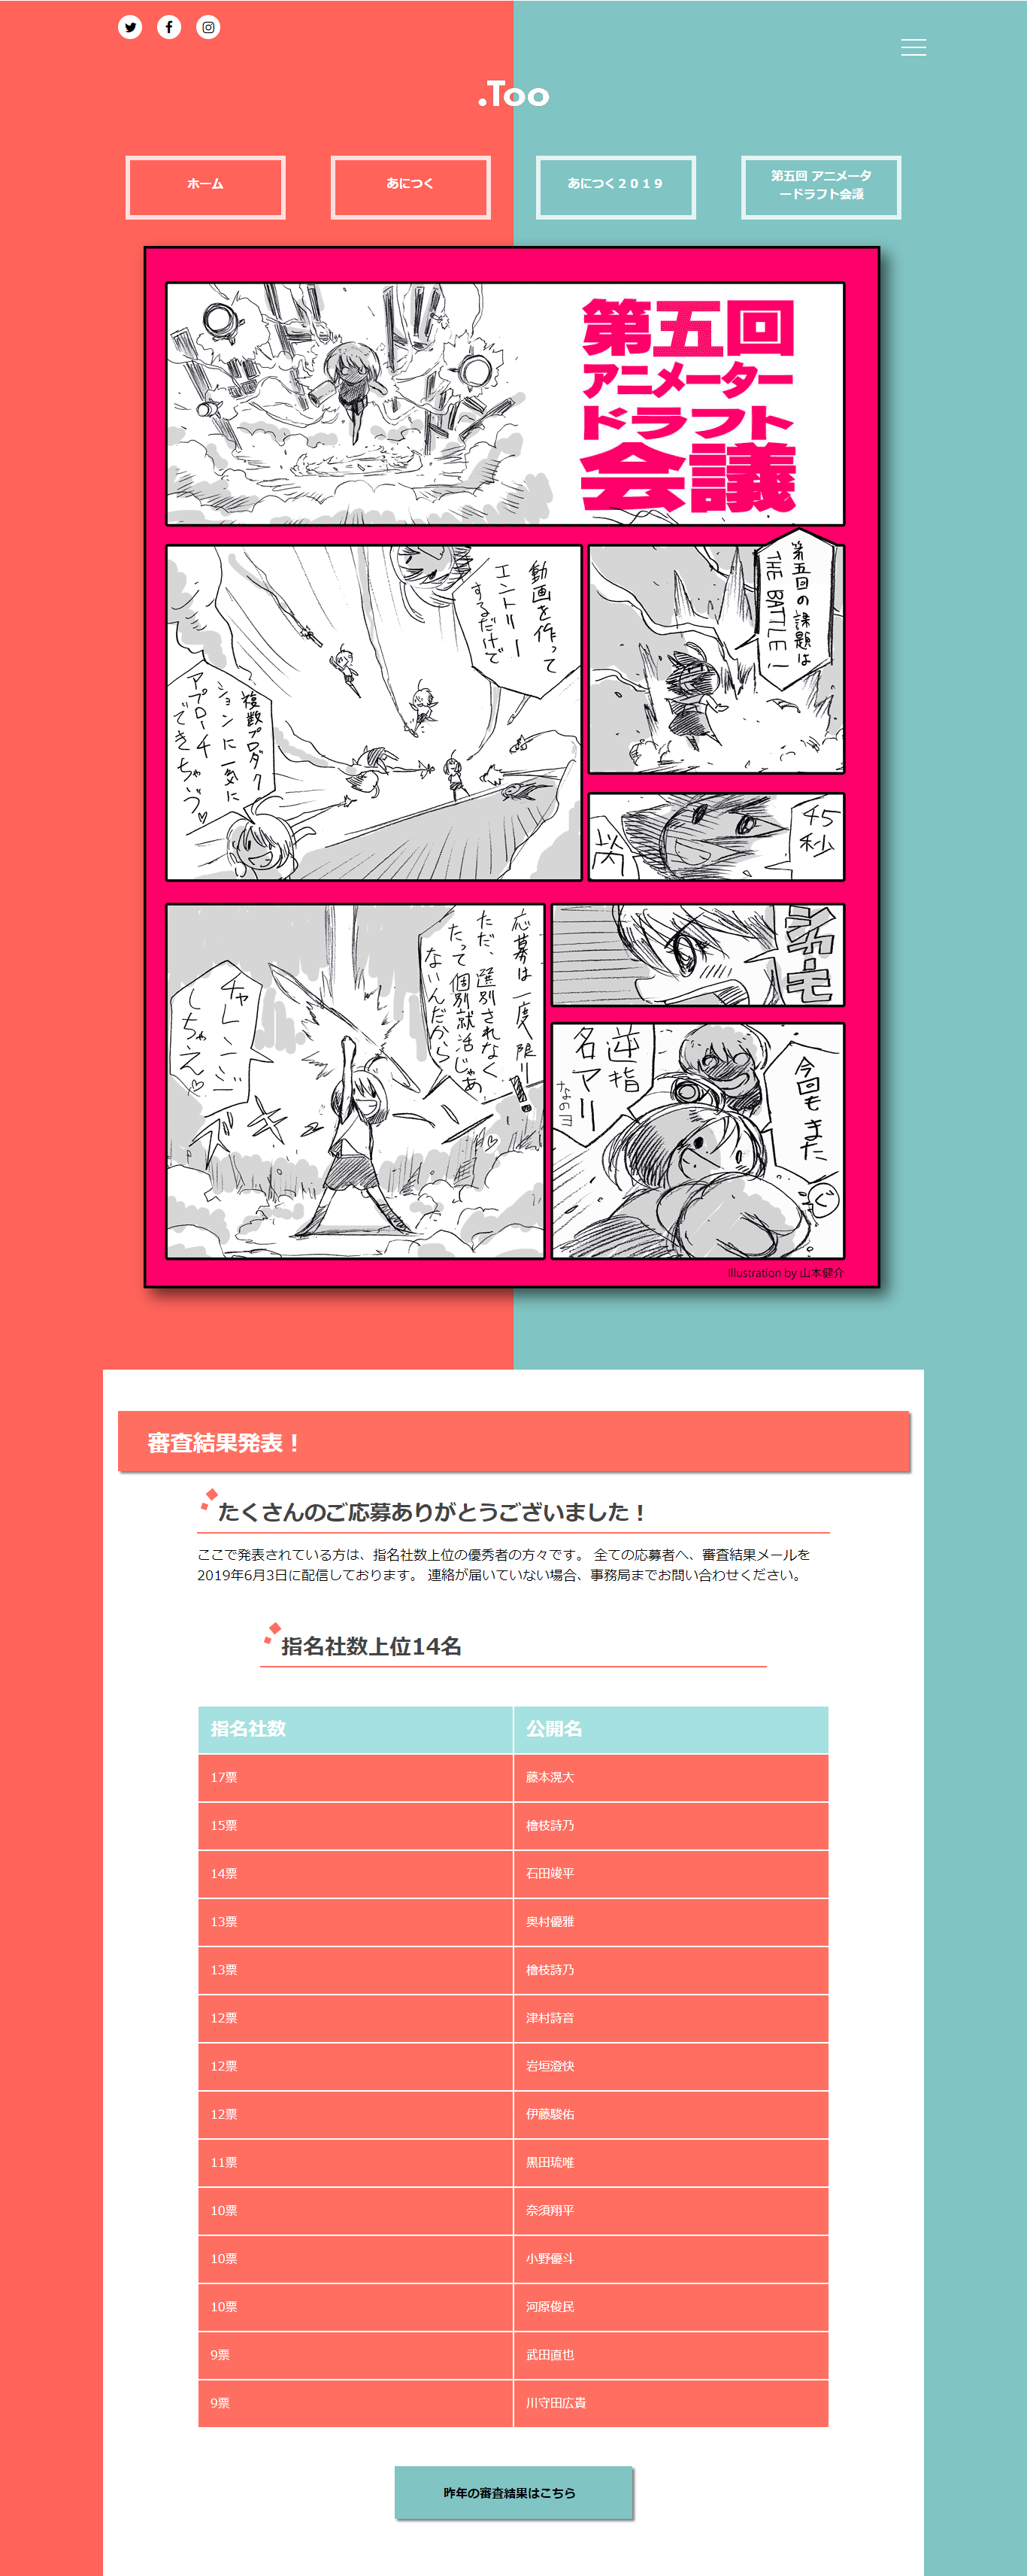 .Too
ホーム
あにつく
あにつく2019
第五回 アニメータ
ードラフト会議
第五回
アニメーター
ドラフト
会議
第五回の課題は
THE BATTLE!
動画を作って
エントリー
するだけで
複数プロダク
ションに一気に
アプローチ
できちゃう♡
45
秒
以内
シカモ
今回もまた
逆指
名アリ
なのヨ
応募は一度限り!!
ただ、選別されなく
たって個別就活じゃあ
ないんだから
チャレンジ
しちゃえ♡
Illustration by 山本健介
審査結果発表!
たくさんのご応募ありがとうございました!
ここで発表されている方は、指名社数上位の優秀者の方々です。 全ての応募者へ、審査結果メールを
2019年6月3日に配信しております。 連絡が届いていない場合、事務局までお問い合わせください。
指名社数上位14名
指名社数 公開名
17票 藤本滉大
15票 檜枝詩乃
14票 石田竣平
13票 奥村優雅
13票 檜枝詩乃
12票 津村詩音
12票 岩垣澄快
12票 伊藤駿佑
11票 黒田琉唯
10票 奈須翔平
10票 小野優斗
10票 河原俊民
9票 武田直也
9票 川守田広貴
昨年の審査結果はこちら